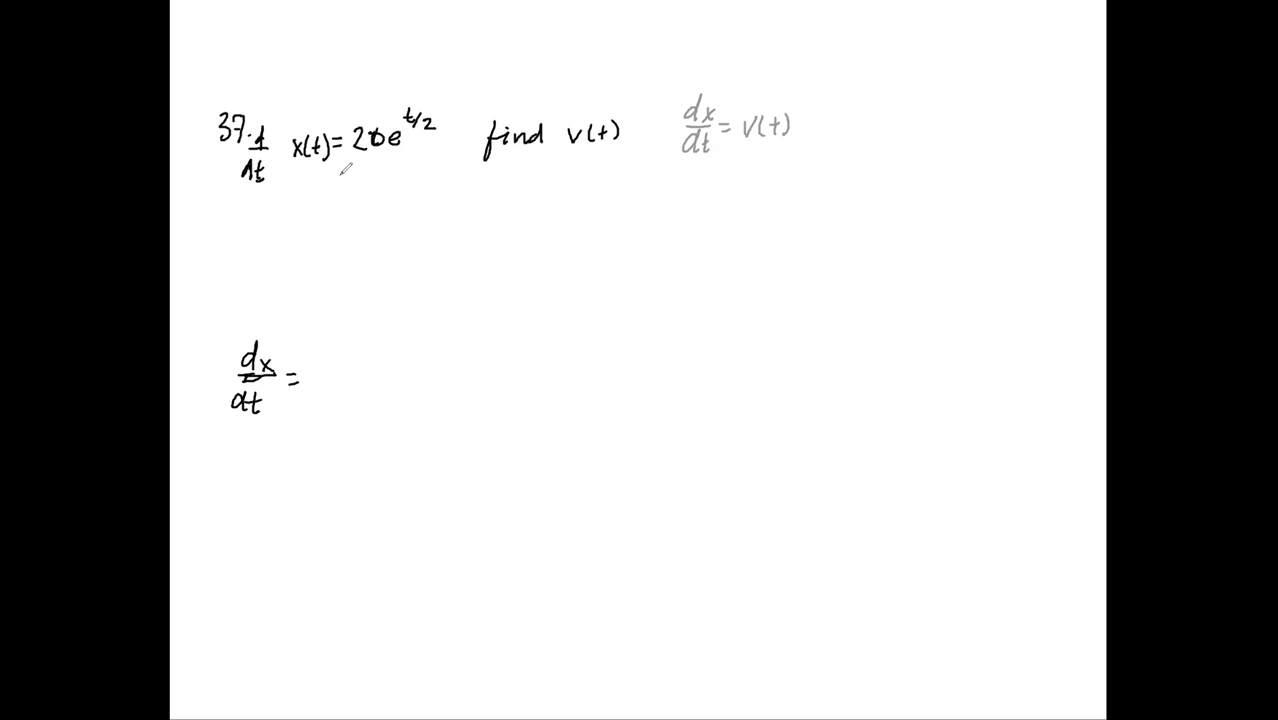 37. d/dt x(t) = 20e^{t/2} find v(t) dx/dt = v(t)
dx/dt =